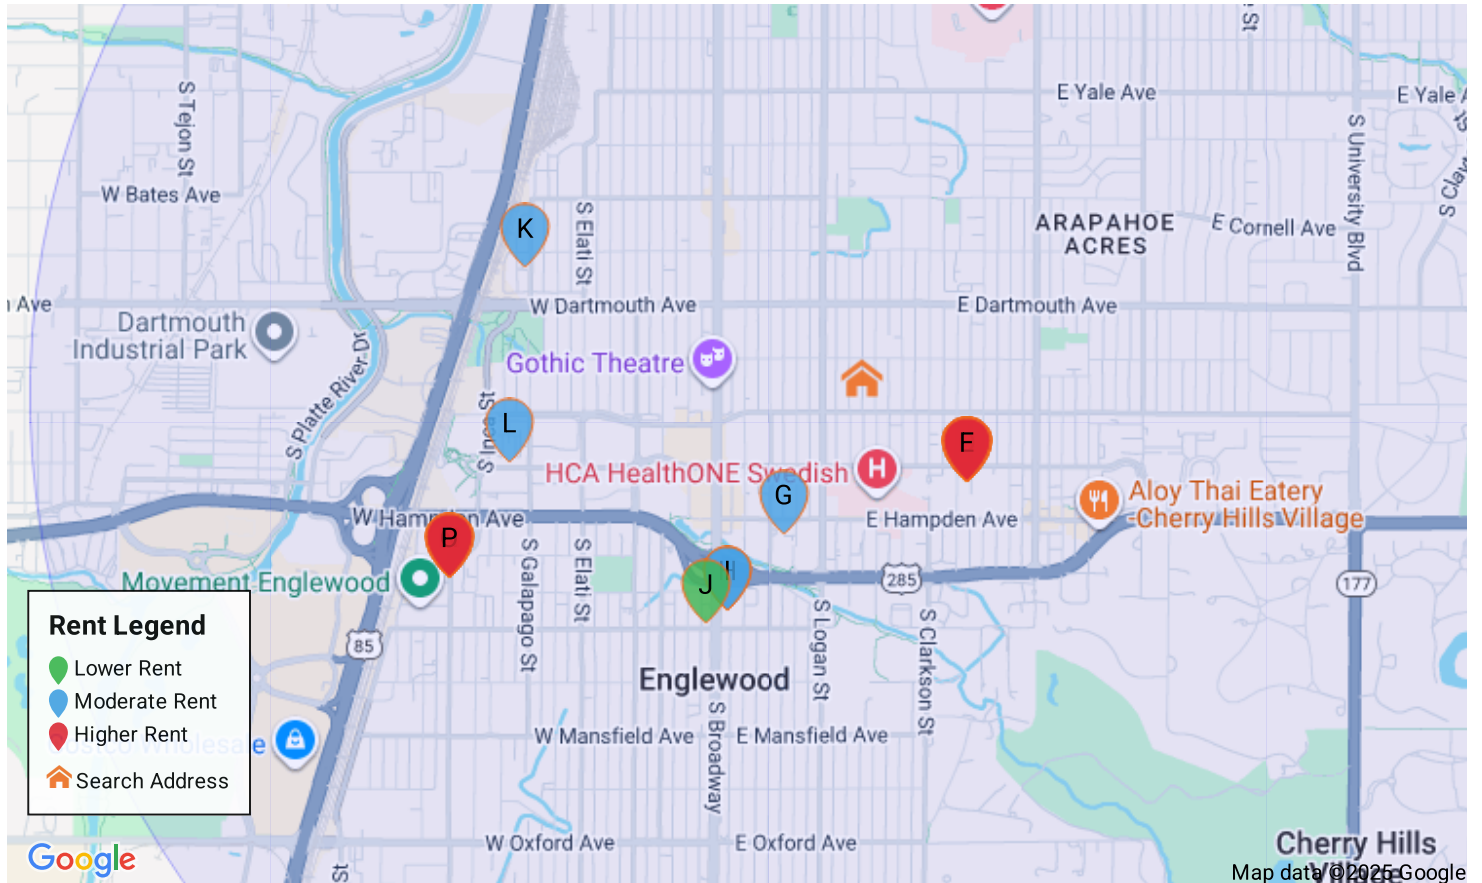 S Tejon St
E Yale Ave
E Yale A
S University Blvd
W Bates Ave
K
S Elati St
ARAPAHOE
ACRES
E Cornell Ave
Ave
W Dartmouth Ave
E Dartmouth Ave
Dartmouth
Industrial Park
S Platte River Dr
Gothic Theatre
L
F
HCA HealthONE Swedish
H
G
Aloy Thai Eatery
-Cherry Hills Village
E Hampden Ave
P
Movement Englewood
S Galapago St
S Elati St
J
285
177
S Logan St
S Clarkson St
85
Englewood
S Broadway
W Mansfield Ave
E Mansfield Ave
Rent Legend
Lower Rent
Moderate Rent
Higher Rent
Search Address
W Oxford Ave
E Oxford Ave
Cherry Hills
Village
Google
Map data ©2025 Google
St
St